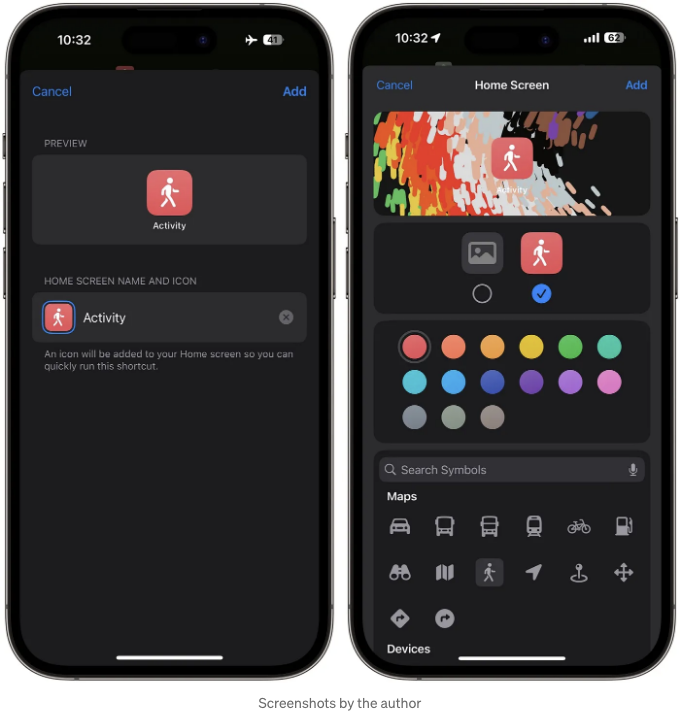 10:32
41
Cancel
Add
PREVIEW
Activity
HOME SCREEN NAME AND ICON
Activity
An icon will be added to your Home screen so you can
quickly run this shortcut.
10:32
62
Cancel
Home Screen
Add
Activity
Search Symbols
Maps
Devices
Screenshots by the author